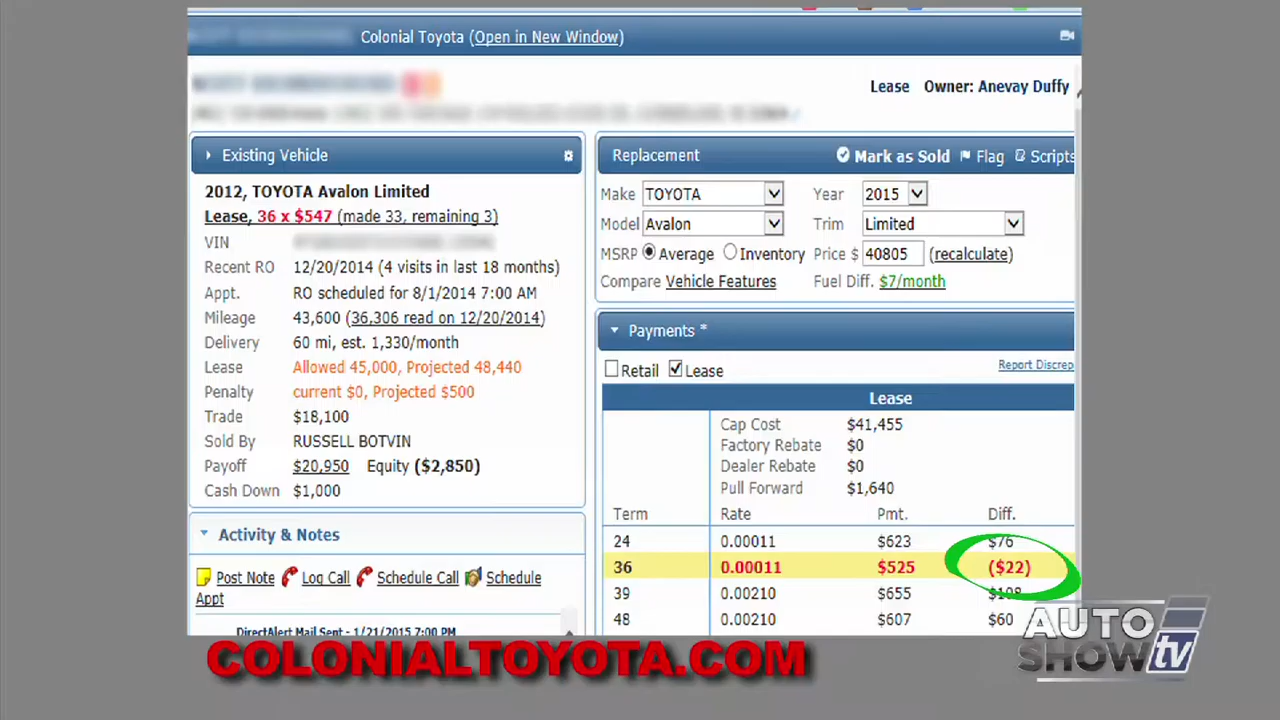 Colonial Toyota (Open in New Window)
Lease Owner: Anevay Duffy
Existing Vehicle
2012, TOYOTA Avalon Limited
Lease, 36 x $547 (made 33, remaining 3)
VIN
Recent RO 12/20/2014 (4 visits in last 18 months)
Appt. RO scheduled for 8/1/2014 7:00 AM
Mileage 43,600 (36,306 read on 12/20/2014)
Delivery 60 mi, est. 1,330/month
Lease Allowed 45,000, Projected 48,440
Penalty current $0, Projected $500
Trade $18,100
Sold By RUSSELL BOTVIN
Payoff $20,950 Equity ($2,850)
Cash Down $1,000
Activity & Notes
Post Note Log Call Schedule Call Schedule
Appt
DirectAlert Mail Sent - 1/21/2015 7:00 PM
Replacement Mark as Sold Flag Scripts
Make TOYOTA Year 2015
Model Avalon Trim Limited
MSRP Average Inventory Price $ 40805 (recalculate)
Compare Vehicle Features Fuel Diff. $7/month
Payments *
Retail Lease Report Discrep
Lease
Cap Cost $41,455
Factory Rebate $0
Dealer Rebate $0
Pull Forward $1,640
Term Rate Pmt. Diff.
24 0.00011 $623 $76
36 0.00011 $525 ($22)
39 0.00210 $655 $108
48 0.00210 $607 $60
COLONIALTOYOTA.COM
AUTO
SHOW tv